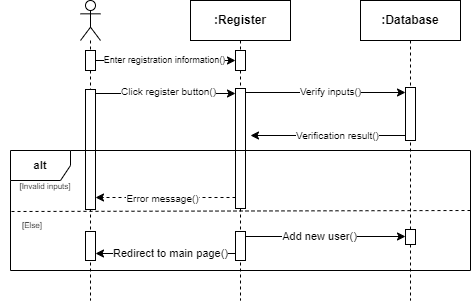 :Register
:Database
Enter registration information()
Click register button()
Verify inputs()
Verification result()
alt
[Invalid inputs]
Error message()
[Else]
Add new user()
Redirect to main page()